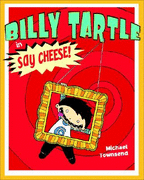 BILLY TARTLE
in
SAY CHEESE!
Michael
Townsend